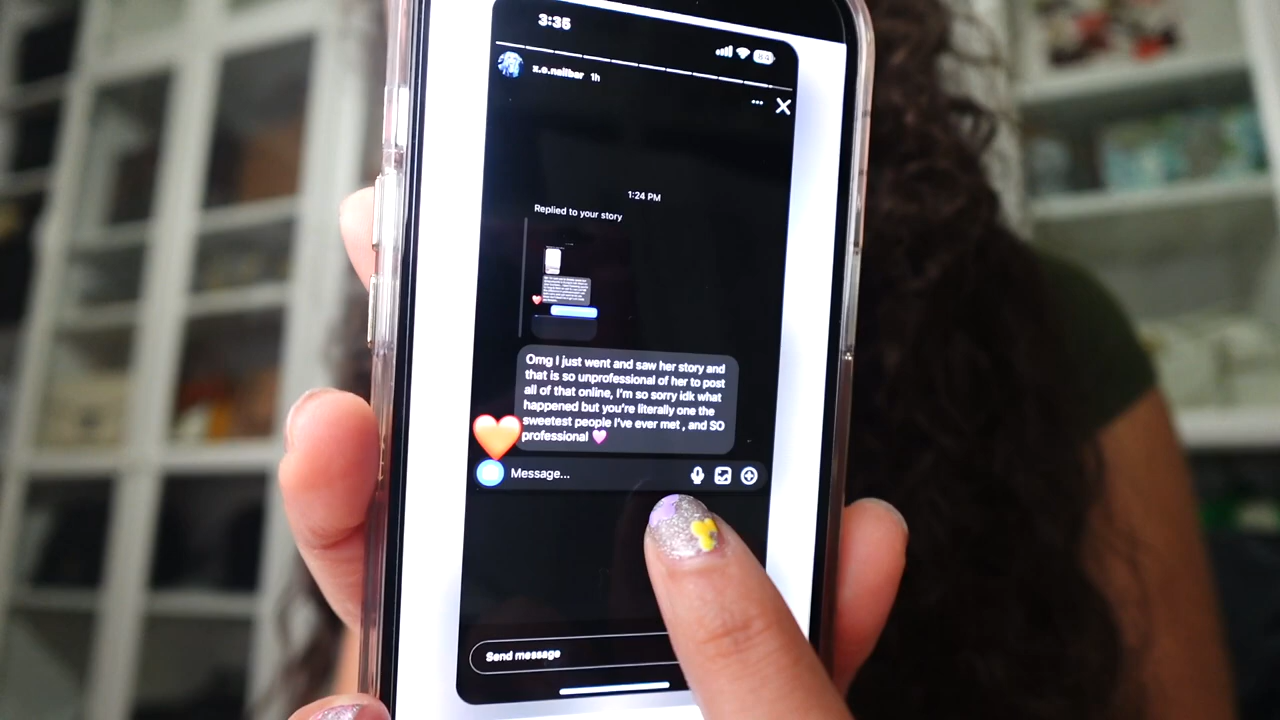 3:35
84
x.o.nailbar 1h
1:24 PM
Replied to your story
Omg I just went and saw her story and
that is so unprofessional of her to post
all of that online, I'm so sorry idk what
happened but you're literally one the
sweetest people I've ever met , and SO
professional 💗
Message...
Send message